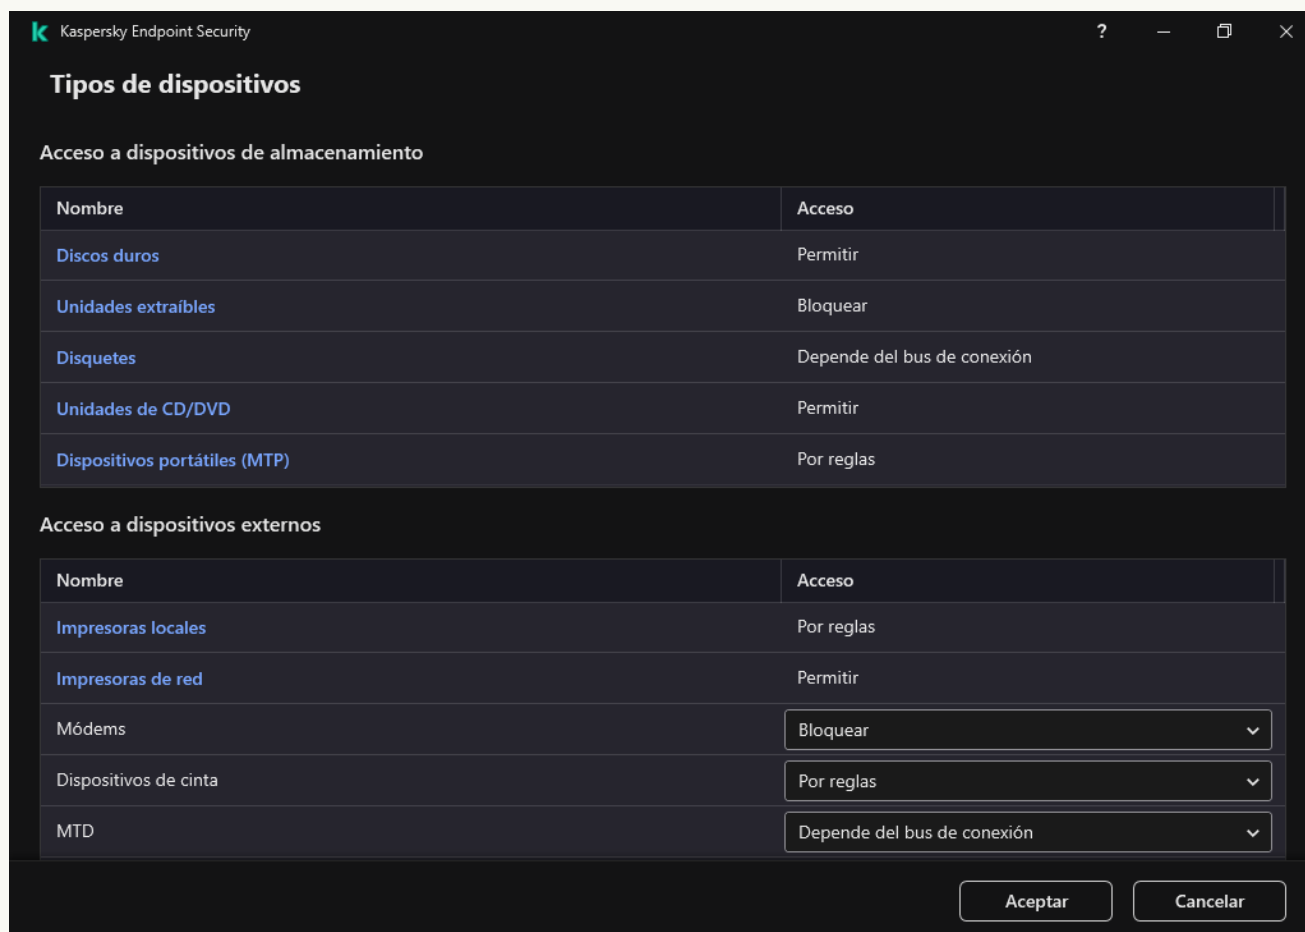 Kaspersky Endpoint Security
?
Tipos de dispositivos
Acceso a dispositivos de almacenamiento
Nombre Acceso
Discos duros Permitir
Unidades extraíbles Bloquear
Disquetes Depende del bus de conexión
Unidades de CD/DVD Permitir
Dispositivos portátiles (MTP) Por reglas
Acceso a dispositivos externos
Nombre Acceso
Impresoras locales Por reglas
Impresoras de red Permitir
Módems Bloquear
Dispositivos de cinta Por reglas
MTD Depende del bus de conexión
Aceptar Cancelar